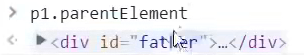 p1.parentElement
<div id="father">…</div>